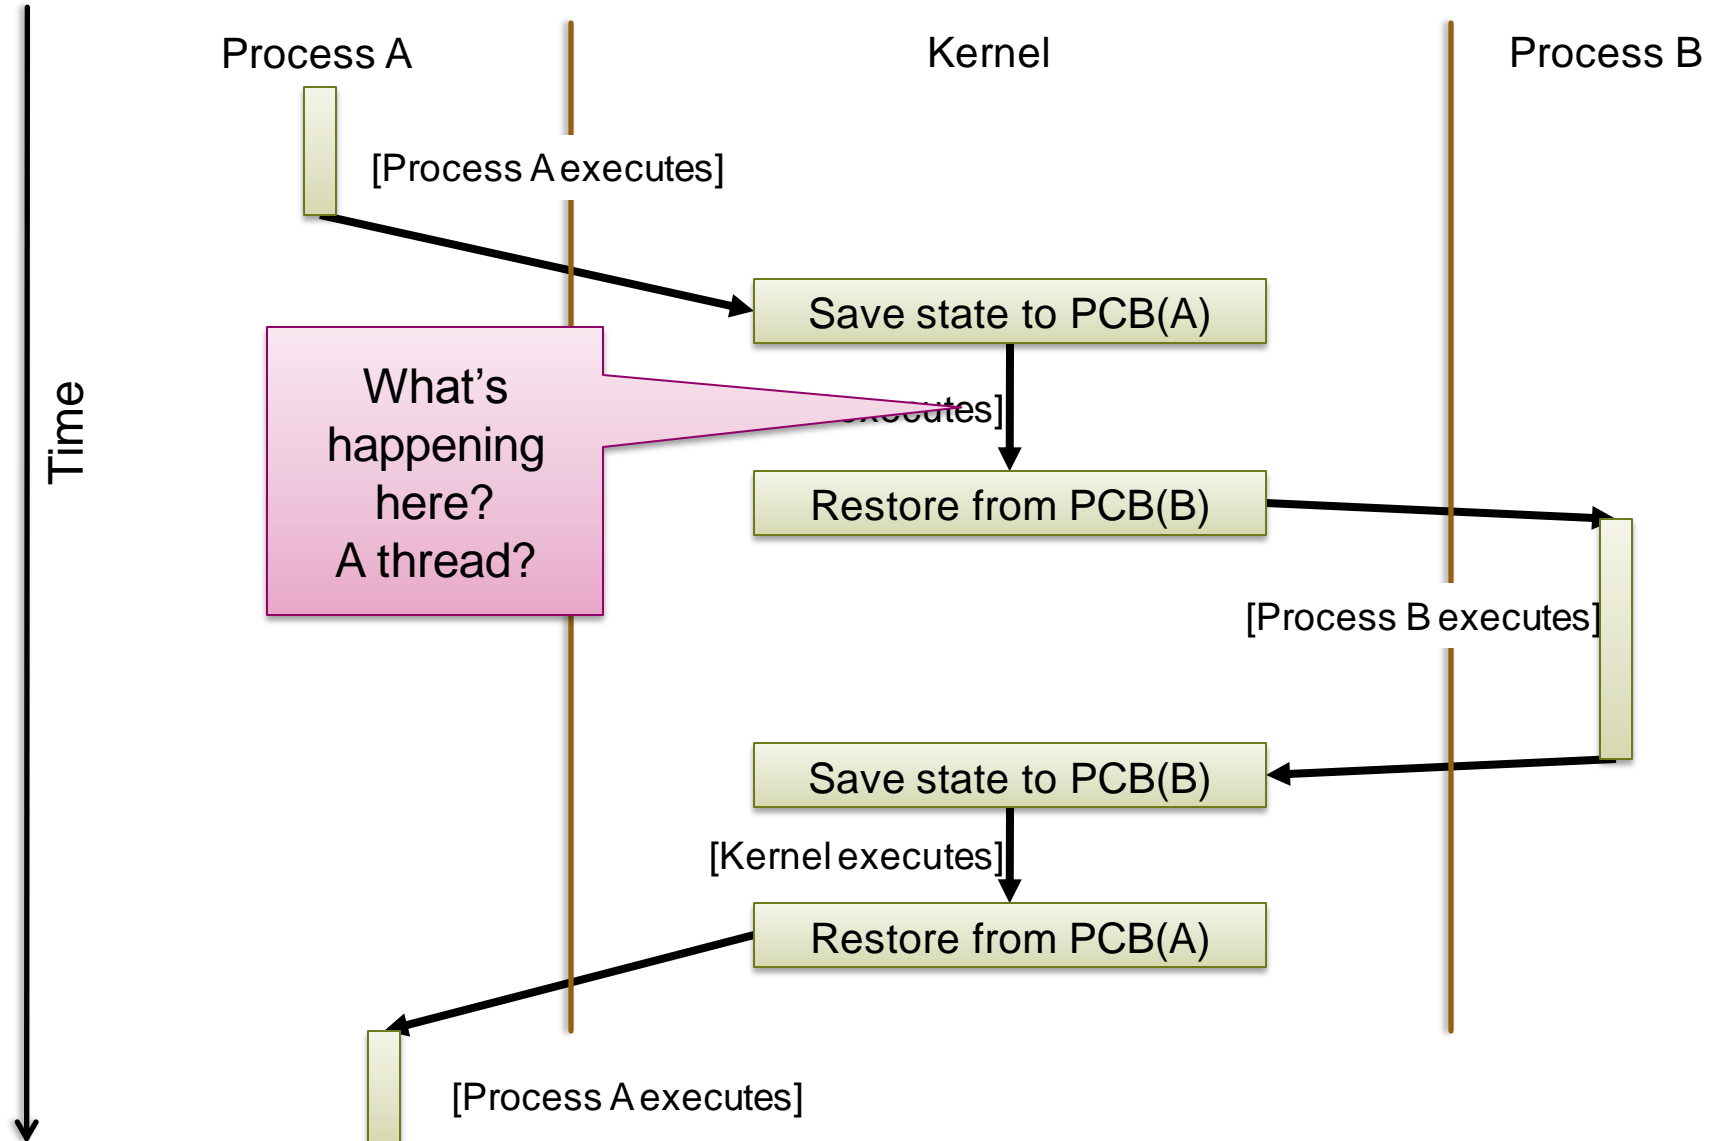 Process A
Kernel
Process B
[Process A executes]
Save state to PCB(A)
What's
happening
here?
A thread?
executes]
Time
Restore from PCB(B)
[Process B executes]
Save state to PCB(B)
[Kernel executes]
Restore from PCB(A)
[Process A executes]